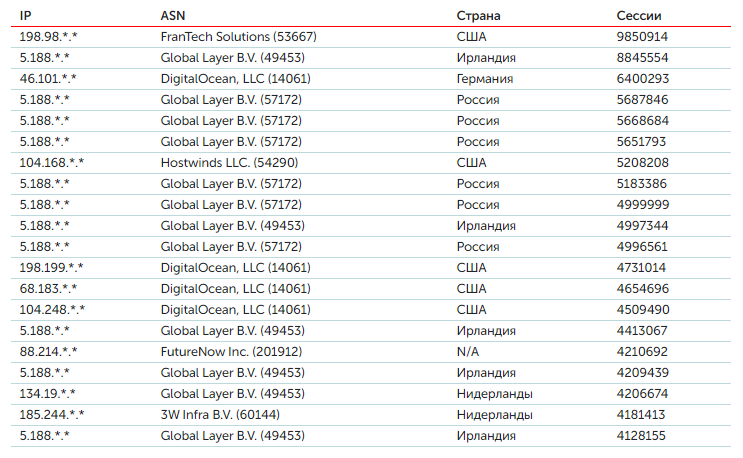 IP ASN Страна Сессии
198.98.*.* FranTech Solutions (53667) США 9850914
5.188.*.* Global Layer B.V. (49453) Ирландия 8845554
46.101.*.* DigitalOcean, LLC (14061) Германия 6400293
5.188.*.* Global Layer B.V. (57172) Россия 5687846
5.188.*.* Global Layer B.V. (57172) Россия 5668684
5.188.*.* Global Layer B.V. (57172) Россия 5651793
104.168.*.* Hostwinds LLC. (54290) США 5208208
5.188.*.* Global Layer B.V. (57172) Россия 5183386
5.188.*.* Global Layer B.V. (57172) Россия 4999999
5.188.*.* Global Layer B.V. (49453) Ирландия 4997344
5.188.*.* Global Layer B.V. (57172) Россия 4996561
198.199.*.* DigitalOcean, LLC (14061) США 4731014
68.183.*.* DigitalOcean, LLC (14061) США 4654696
104.248.*.* DigitalOcean, LLC (14061) США 4509490
5.188.*.* Global Layer B.V. (49453) Ирландия 4413067
88.214.*.* FutureNow Inc. (201912) N/A 4210692
5.188.*.* Global Layer B.V. (49453) Ирландия 4209439
134.19.*.* Global Layer B.V. (49453) Нидерланды 4206674
185.244.*.* 3W Infra B.V. (60144) Нидерланды 4181413
5.188.*.* Global Layer B.V. (49453) Ирландия 4128155